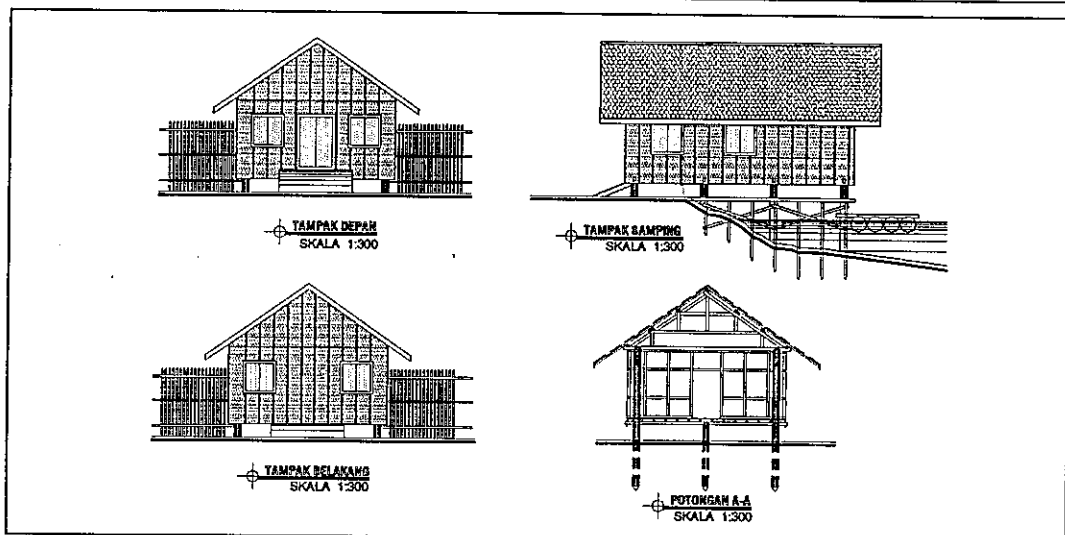 TAMPAK DEPAN
SKALA 1:300
TAMPAK SAMPING
SKALA 1:300
TAMPAK BELAKANG
SKALA 1:300
POTONGAN A-A
SKALA 1:300